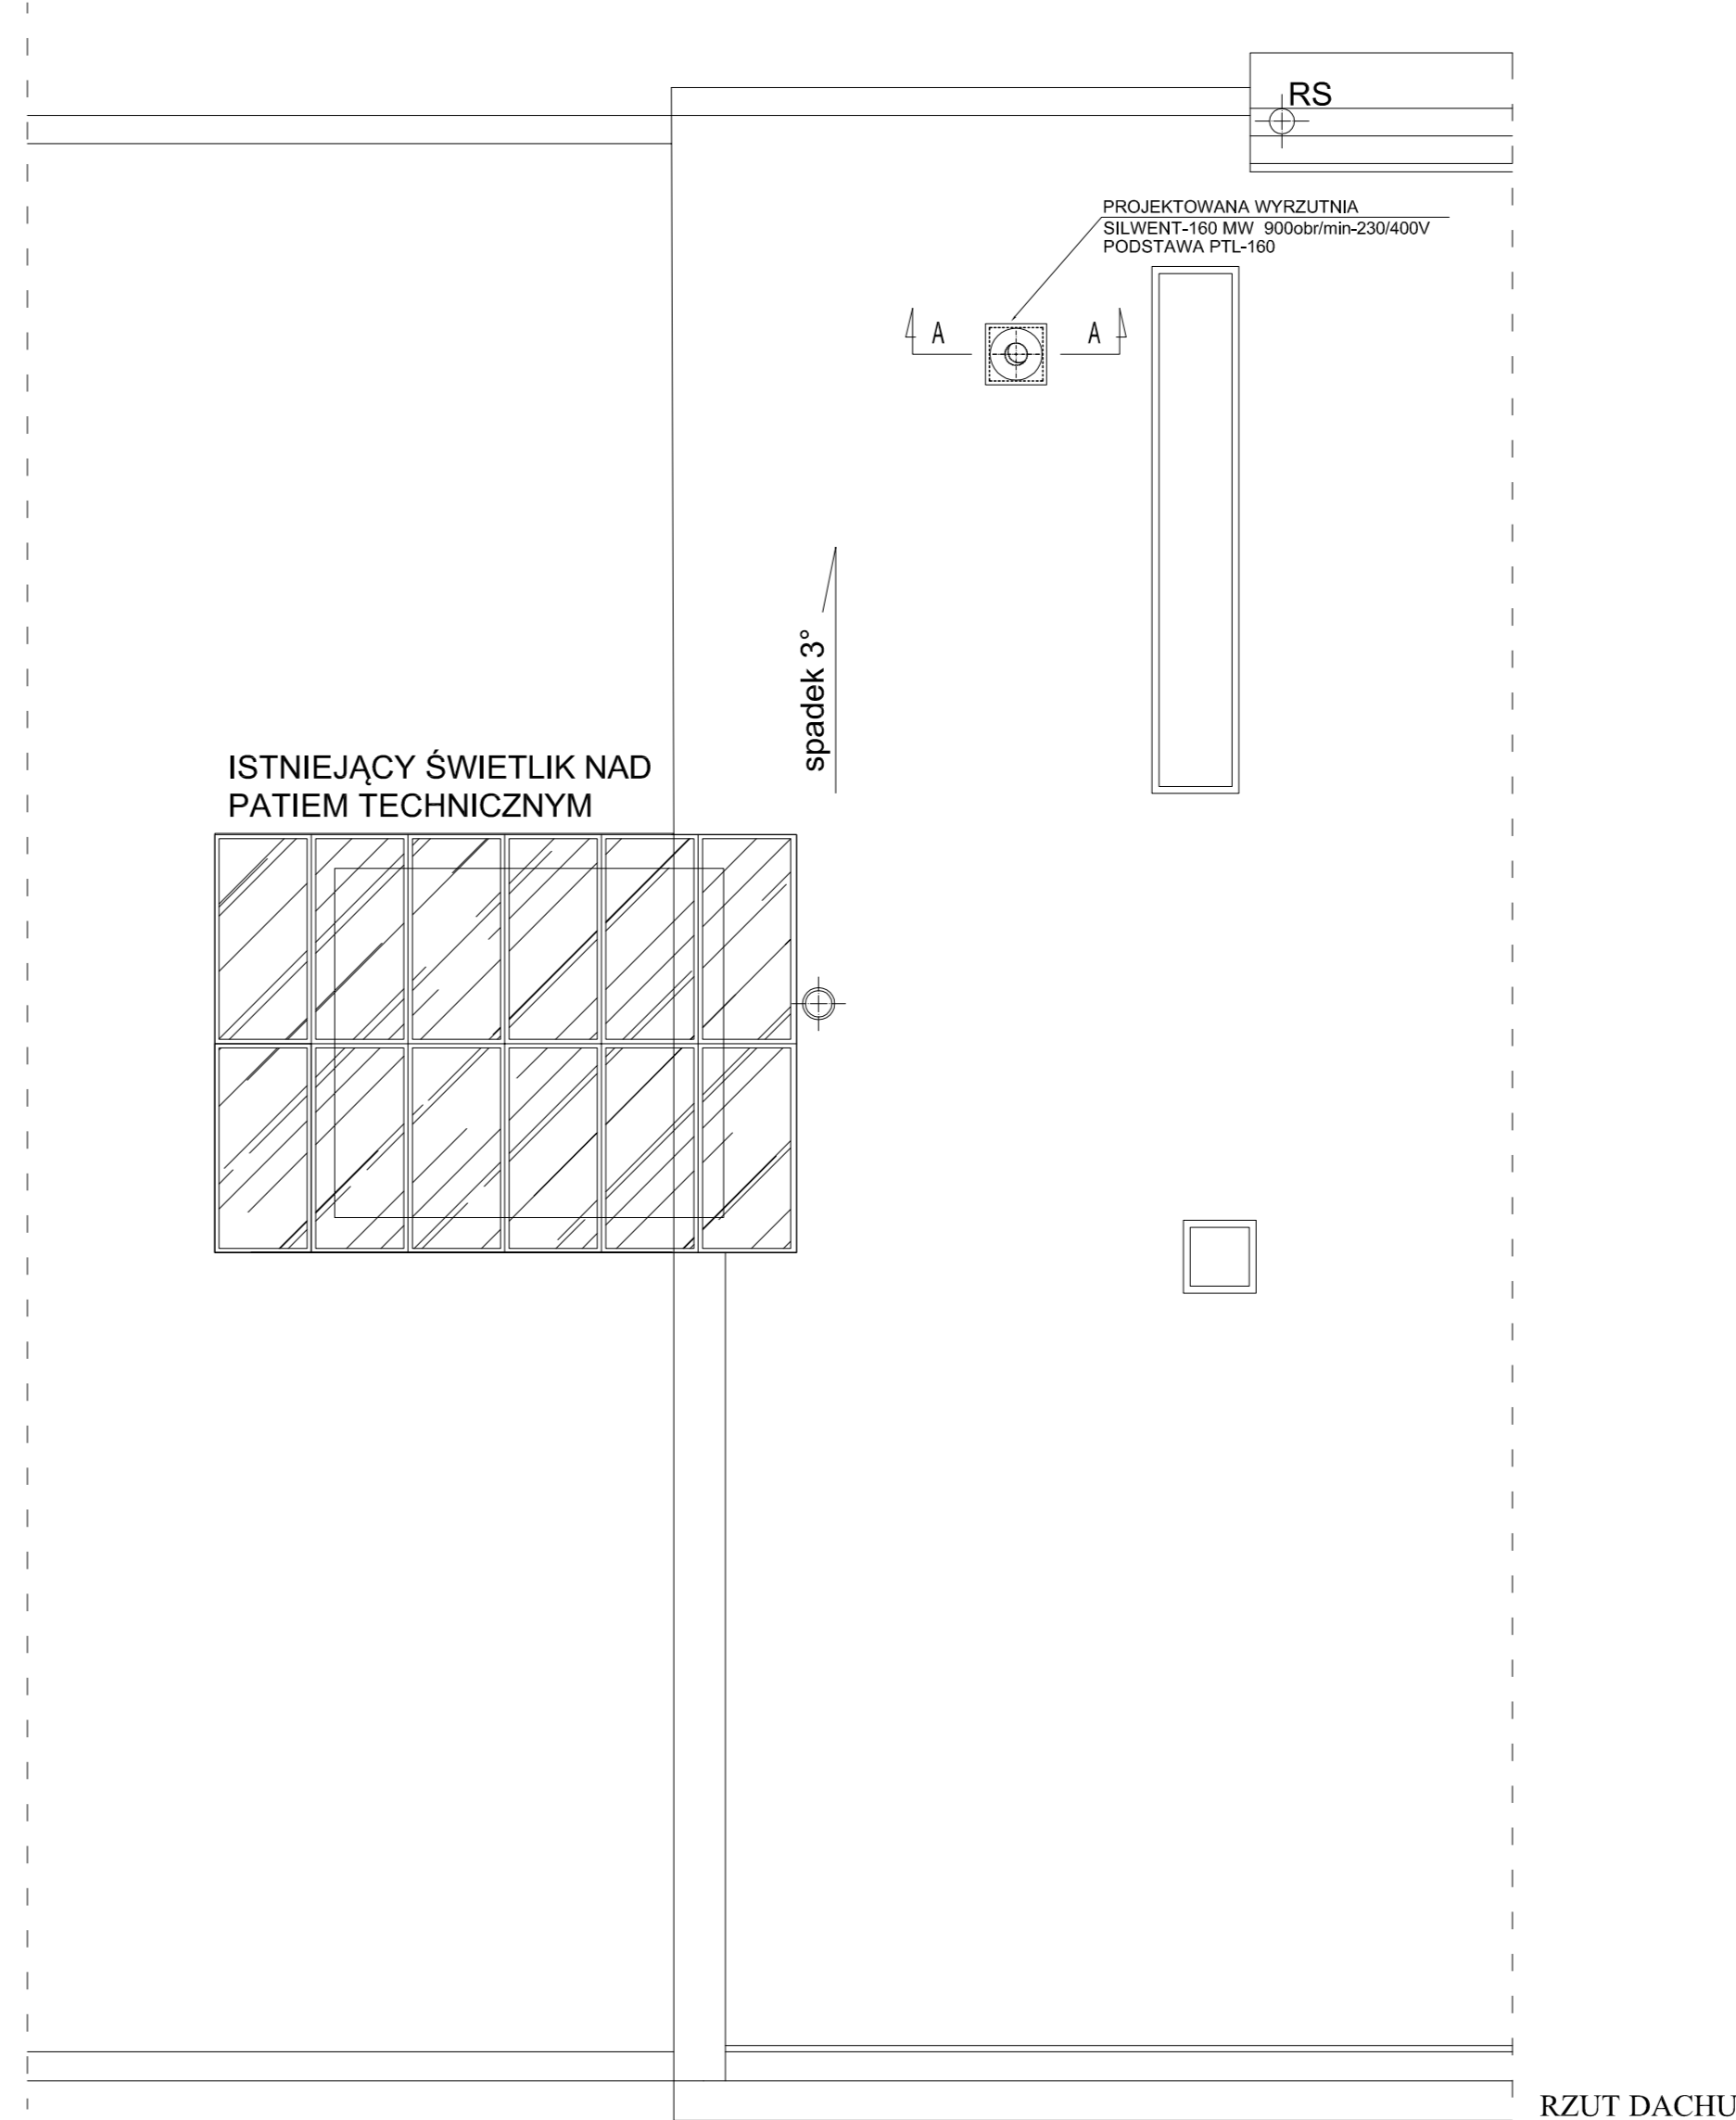 RS
PROJEKTOWANA WYRZUTNIA
SILWENT-160 MW 900obr/min-230/400V
PODSTAWA PTL-160
A A
spadek 3°
ISTNIEJĄCY ŚWIETLIK NAD
PATIEM TECHNICZNYM
RZUT DACHU